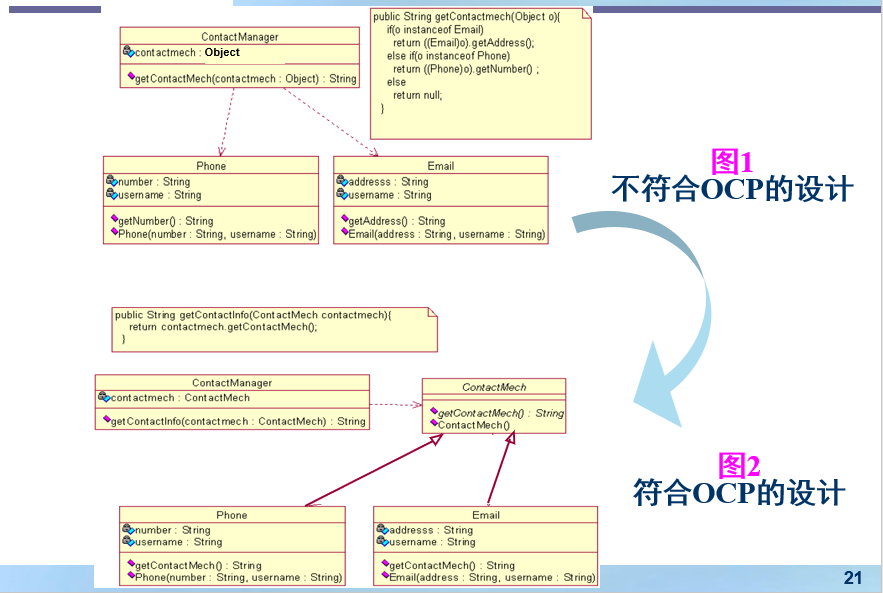 ContactManager
contactmech : Object
getContactMech(contactmech : Object) : String
public String getContactmech(Object o){
if(o instanceof Email)
return ((Email)o).getAddress();
else if(o instanceof Phone)
return ((Phone)o).getNumber() ;
else
return null;
}
Phone
number : String
username : String
getNumber() : String
Phone(number : String, username : String)
Email
addresss : String
username : String
getAddress() : String
Email(address : String, username : String)
图1
不符合OCP的设计
public String getContactInfo(ContactMech contactmech){
return contactmech.getContactMech();
}
ContactManager
contactmech : ContactMech
getContactInfo(contactmech : ContactMech) : String
ContactMech
getContactMech() : String
ContactMech()
图2
符合OCP的设计
Phone
number : String
username : String
getContactMech() : String
Phone(number : String, username : String)
Email
addresss : String
username : String
getContactMech() : String
Email(address : String, username : String)
21